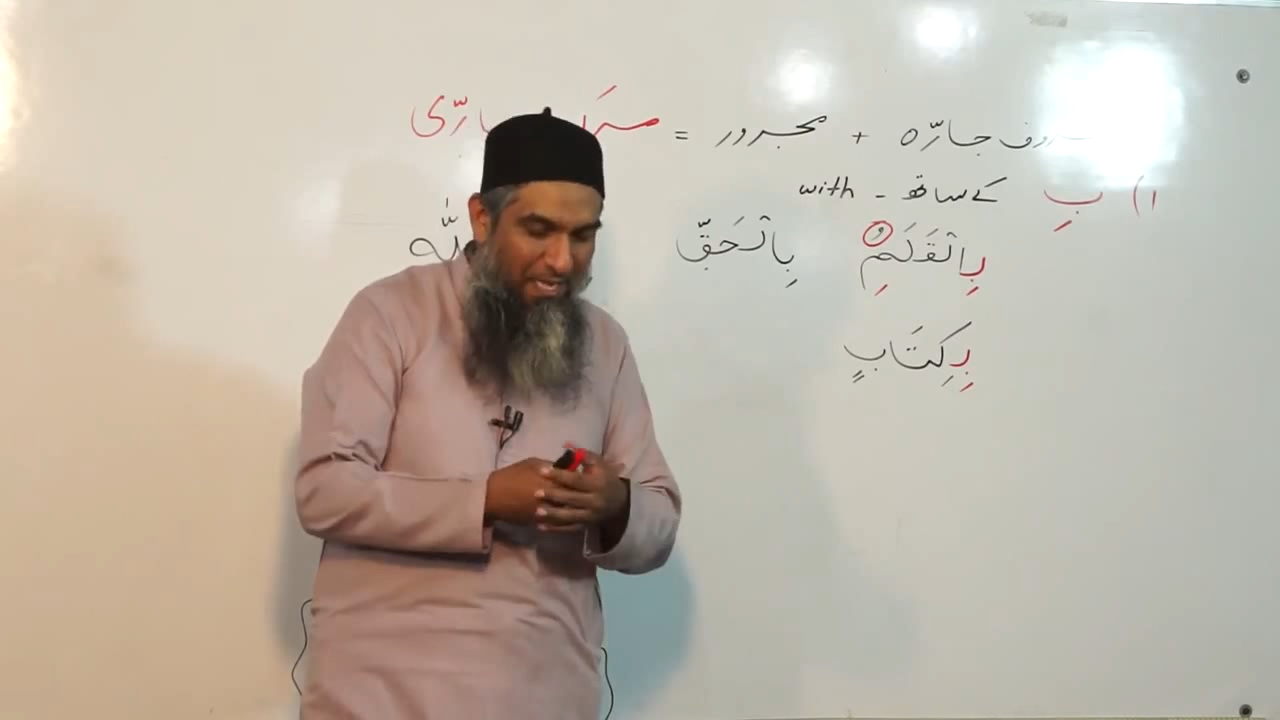 حروف جارّہ + مجرور =
۱) بِ کے ساتھ - with
بِالْقَلَمُِ بِالْحَقِّ
بِكِتَابٍ